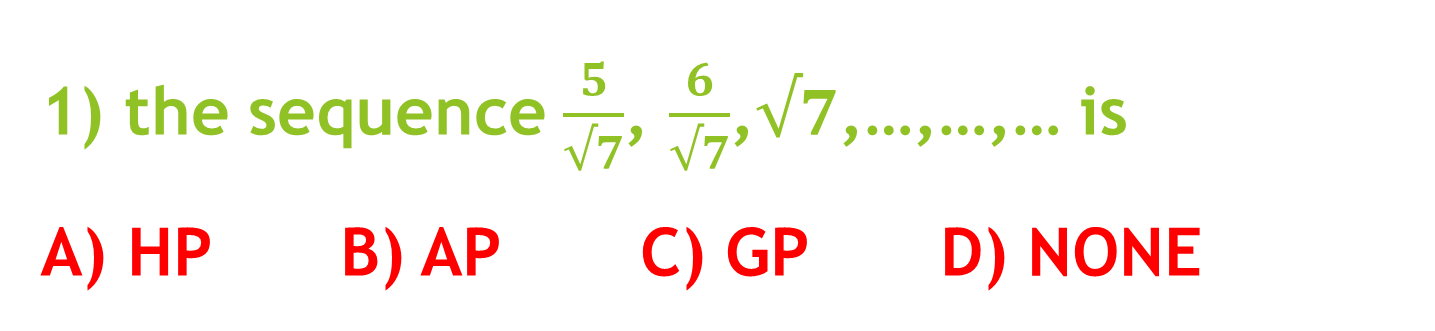 1) the sequence 5/√7, 6/√7, √7,...,...,... is
A) HP B) AP C) GP D) NONE